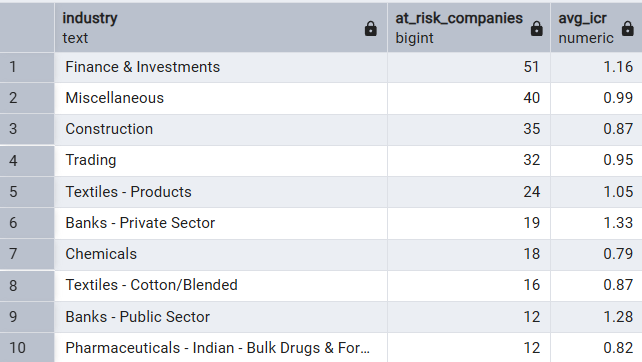 industry at_risk_companies avg_icr
text bigint numeric
1 Finance & Investments 51 1.16
2 Miscellaneous 40 0.99
3 Construction 35 0.87
4 Trading 32 0.95
5 Textiles - Products 24 1.05
6 Banks - Private Sector 19 1.33
7 Chemicals 18 0.79
8 Textiles - Cotton/Blended 16 0.87
9 Banks - Public Sector 12 1.28
10 Pharmaceuticals - Indian - Bulk Drugs & For... 12 0.82